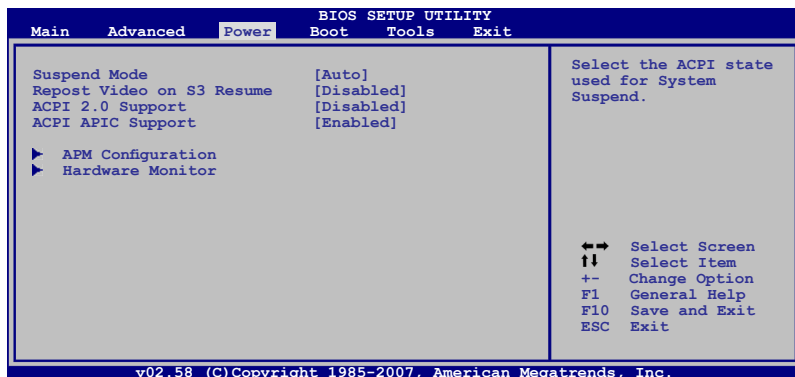 BIOS SETUP UTILITY
Main Advanced Power Boot Tools Exit
Suspend Mode [Auto]
Repost Video on S3 Resume [Disabled]
ACPI 2.0 Support [Disabled]
ACPI APIC Support [Enabled]
APM Configuration
Hardware Monitor
Select the ACPI state
used for System
Suspend.
Select Screen
Select Item
+- Change Option
F1 General Help
F10 Save and Exit
ESC Exit
v02.58 (C)Copyright 1985-2007, American Megatrends, Inc.